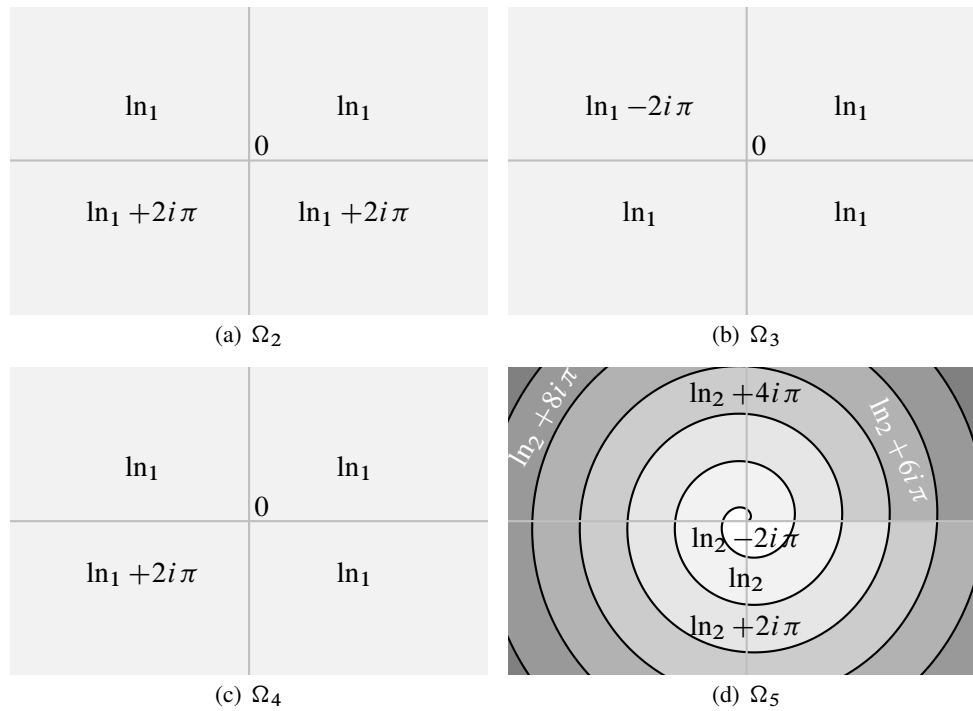 ln₁ ln₁
0
ln₁ +2iπ ln₁ +2iπ
(a) Ω₂
ln₁ −2iπ ln₁
0
ln₁ ln₁
(b) Ω₃
ln₁ ln₁
0
ln₁ +2iπ ln₁
(c) Ω₄
ln₂ +8iπ
ln₂ +4iπ
ln₂ +6iπ
ln₂ −2iπ
ln₂
ln₂ +2iπ
(d) Ω₅